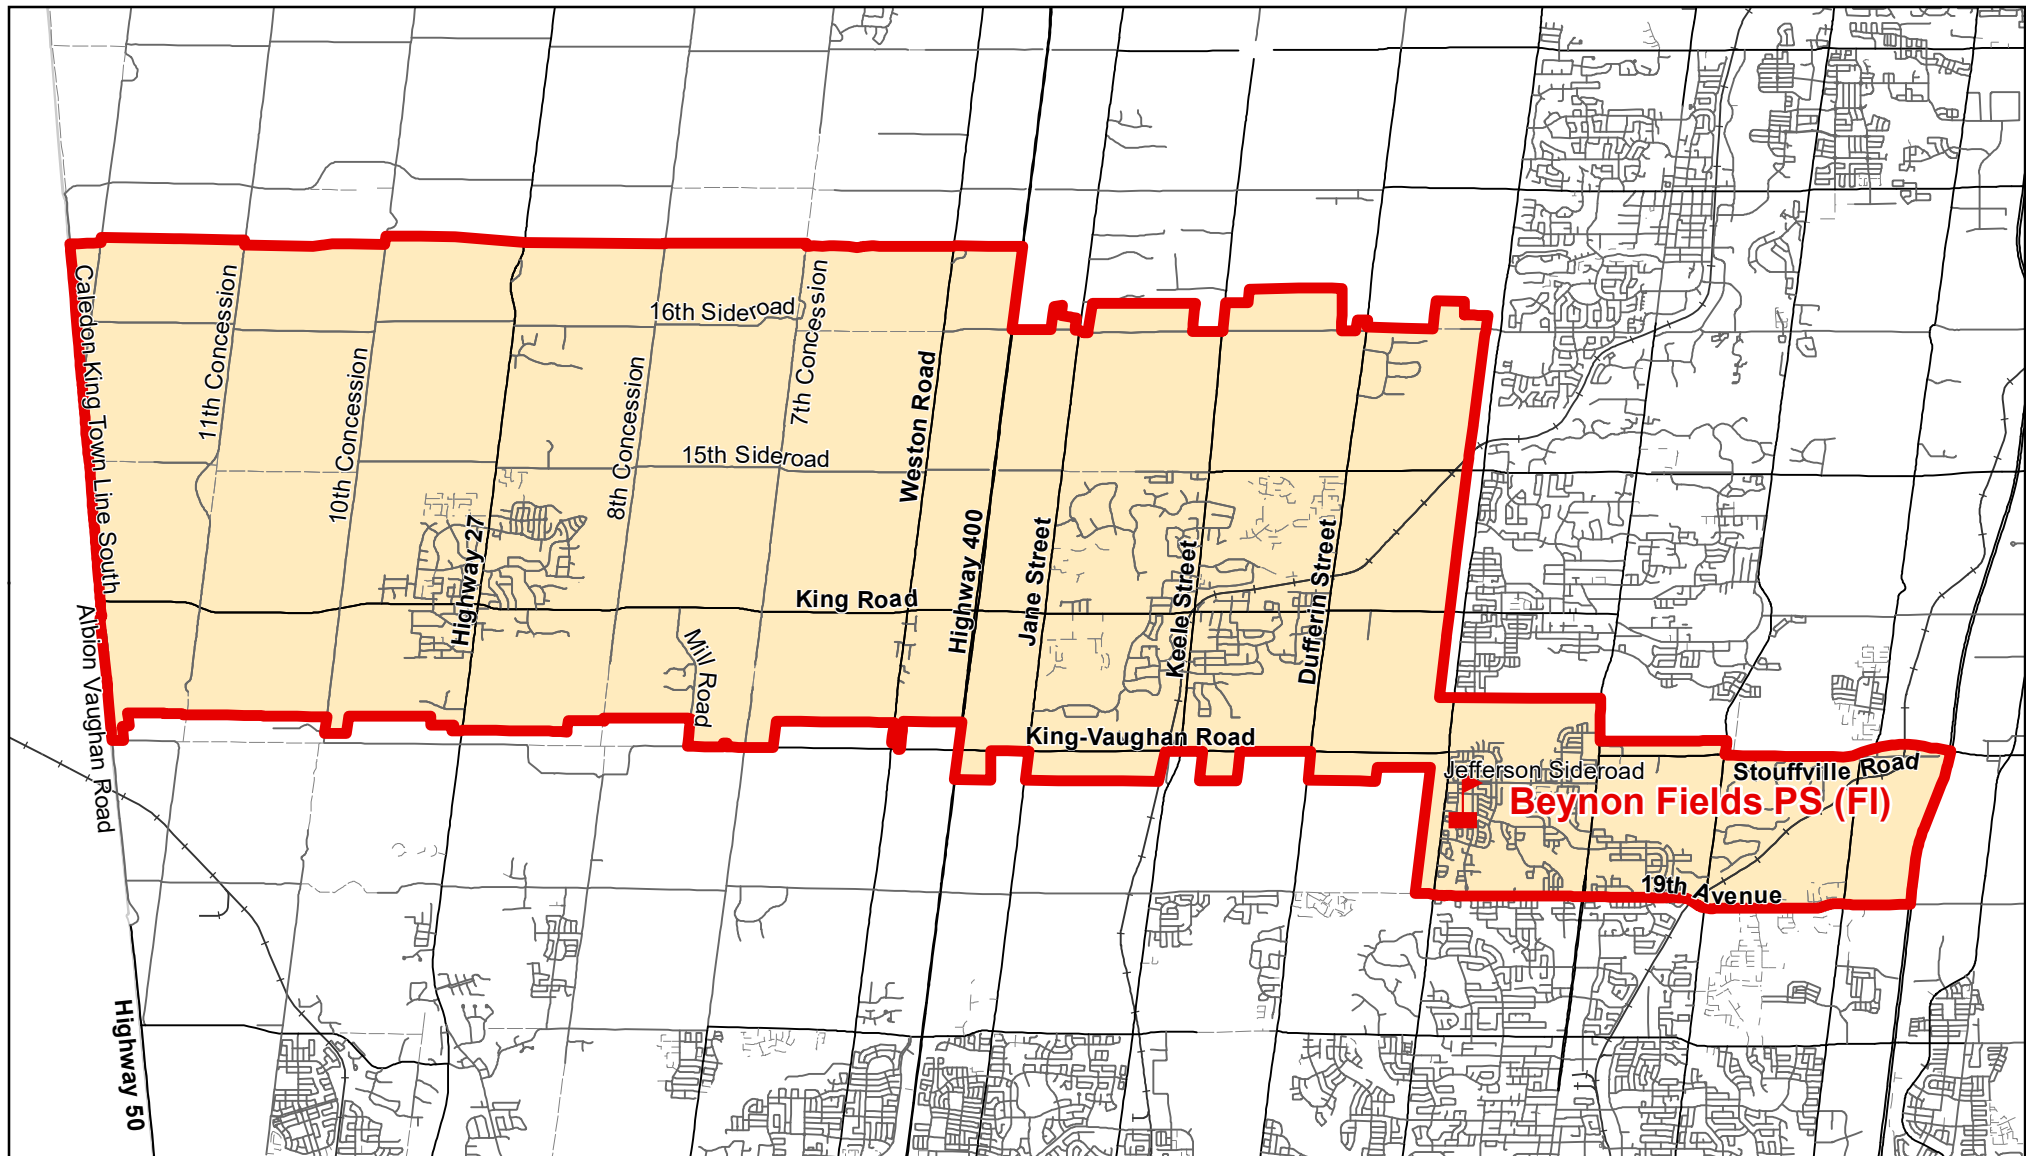 16th Sideroad
Caledon King Town Line South
11th Concession
7th Concession
10th Concession
8th Concession
Weston Road
15th Sideroad
Highway 27
Highway 400
Jane Street
Keele Street
Dufferin Street
King Road
Albion Vaughan Road
Mill Road
King-Vaughan Road
Jefferson Sideroad
Stouffville Road
Beynon Fields PS (FI)
19th Avenue
Highway 50